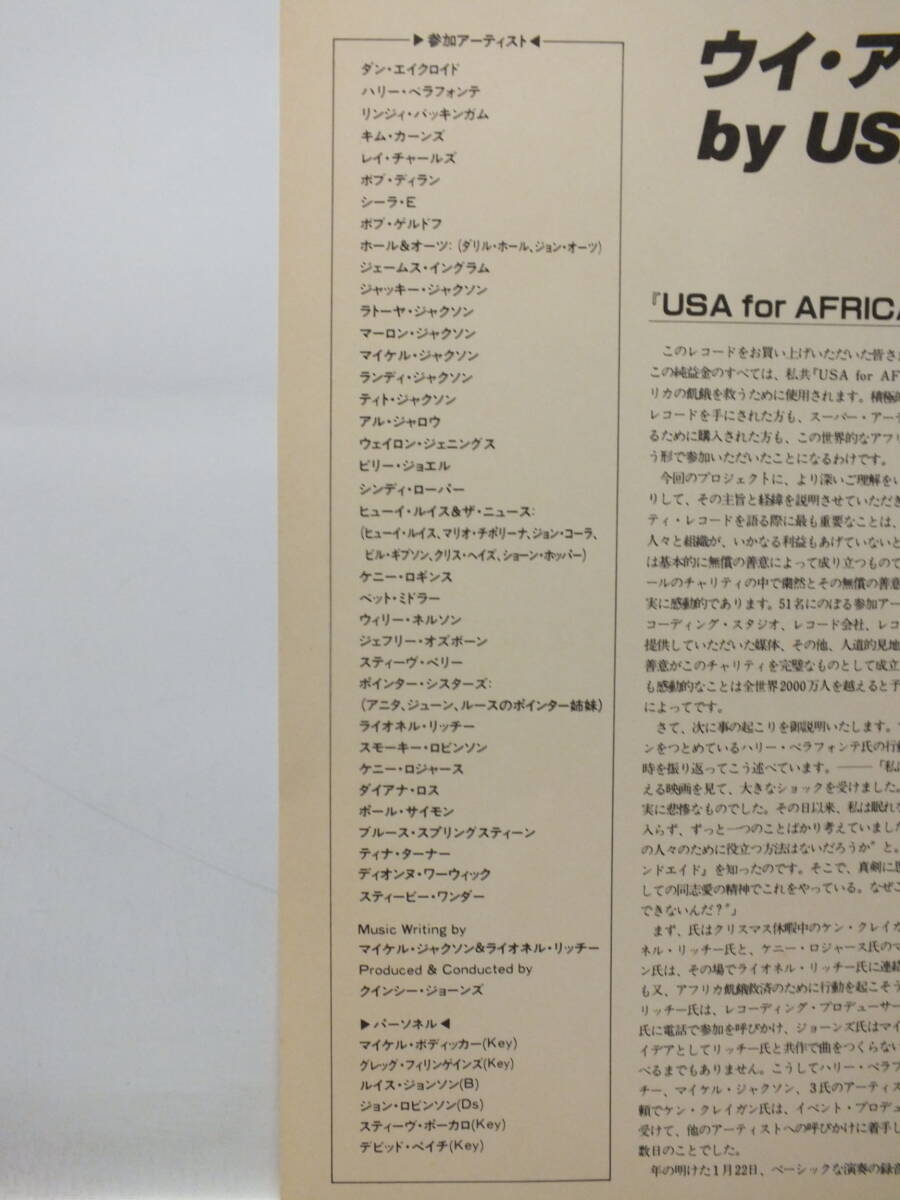 ▶参加アーティスト◀
ダン・エイクロイド
ハリー・ベラフォンテ
リンジィ・バッキンガム
キム・カーンズ
レイ・チャールズ
ボブ・ディラン
シーラ・E
ボブ・ゲルドフ
ホール&オーツ:(ダリル・ホール、ジョン・オーツ)
ジェームス・イングラム
ジャッキー・ジャクソン
ラトーヤ・ジャクソン
マーロン・ジャクソン
マイケル・ジャクソン
ランディ・ジャクソン
ティト・ジャクソン
アル・ジャロウ
ウェイロン・ジェニングス
ビリー・ジョエル
シンディ・ローパー
ヒューイ・ルイス&ザ・ニュース:
(ヒューイ・ルイス、マリオ・チポリーナ、ジョン・コーラ、
ビル・ギブソン、クリス・ヘイズ、ショーン・ホッパー)
ケニー・ロギンス
ベット・ミドラー
ウィリー・ネルソン
ジェフリー・オズボーン
スティーヴ・ペリー
ポインター・シスターズ:
(アニタ、ジューン、ルースのポインター姉妹)
ライオネル・リッチー
スモーキー・ロビンソン
ケニー・ロジャース
ダイアナ・ロス
ポール・サイモン
ブルース・スプリングスティーン
ティナ・ターナー
ディオンヌ・ワーウィック
スティービー・ワンダー
Music Writing by
マイケル・ジャクソン&ライオネル・リッチー
Produced & Conducted by
クインシー・ジョーンズ
▶パーソネル◀
マイケル・ボディッカー(Key)
グレッグ・フィリンゲインズ(Key)
ルイス・ジョンソン(B)
ジョン・ロビンソン(Ds)
スティーヴ・ポーカロ(Key)
デビッド・ペイチ(Key)
ウイ・ア
by US
『USA for AFRICA
このレコードをお買い上げいただいた皆さ
この純益金のすべては、私共『USA for AF
リカの飢餓を救うために使用されます。積極的
レコードを手にされた方も、スーパー・アー
るために購入された方も、この世界的なアフリ
う形で参加いただいたことになるわけです。
今回のプロジェクトに、より深いご理解をい
りして、その主旨と経緯を説明させていただき
ティ・レコードを語る際に最も重要なことは、
人々と組織が、いかなる利益もあげていないと
は基本的に無償の善意によって成り立つもので
ールのチャリティの中で粛然とその無償の善意
実に感動的であります。51名にのぼる参加アー
コーディング・スタジオ、レコード会社、レコ
提供していただいた媒体、その他、人道的見地
善意がこのチャリティを完璧なものとして成立
も感動的なことは全世界2000万人を越えると予
によってです。
さて、次に事の起こりを御説明いたします。
ンをつとめているハリー・ベラフォンテ氏の行動
時を振り返ってこう述べています。――「私は
える映画を見て、大きなショックを受けました。
実に悲惨なものでした。その日以来、私は眠れな
入らず、ずっと一つのことばかり考えていました
の人々のために役立つ方法はないだろうか"と。
ンドエイド』を知ったのです。そこで、真剣に思
しての同志愛の精神でこれをやっている。なぜこ
できないんだ?"」
まず、氏はクリスマス休暇中のケン・クレイガ
ネル・リッチー氏と、ケニー・ロジャース氏のマ
ン氏は、その場でライオネル・リッチー氏に連絡
も又、アフリカ飢餓救済のために行動を起こそう
リッチー氏は、レコーディング・プロデューサー
氏に電話で参加を呼びかけ、ジョーンズ氏はマイ
イデアとしてリッチー氏と共作で曲をつくらない
べるまでもありません。こうしてハリー・ベラフ
チー、マイケル・ジャクソン、3氏のアーティス
頼でケン・クレイガン氏は、イベント・プロデュ
受けて、他のアーティストへの呼びかけに着手し
数日のことでした。
年の明けた1月22日、ベーシックな演奏の録音